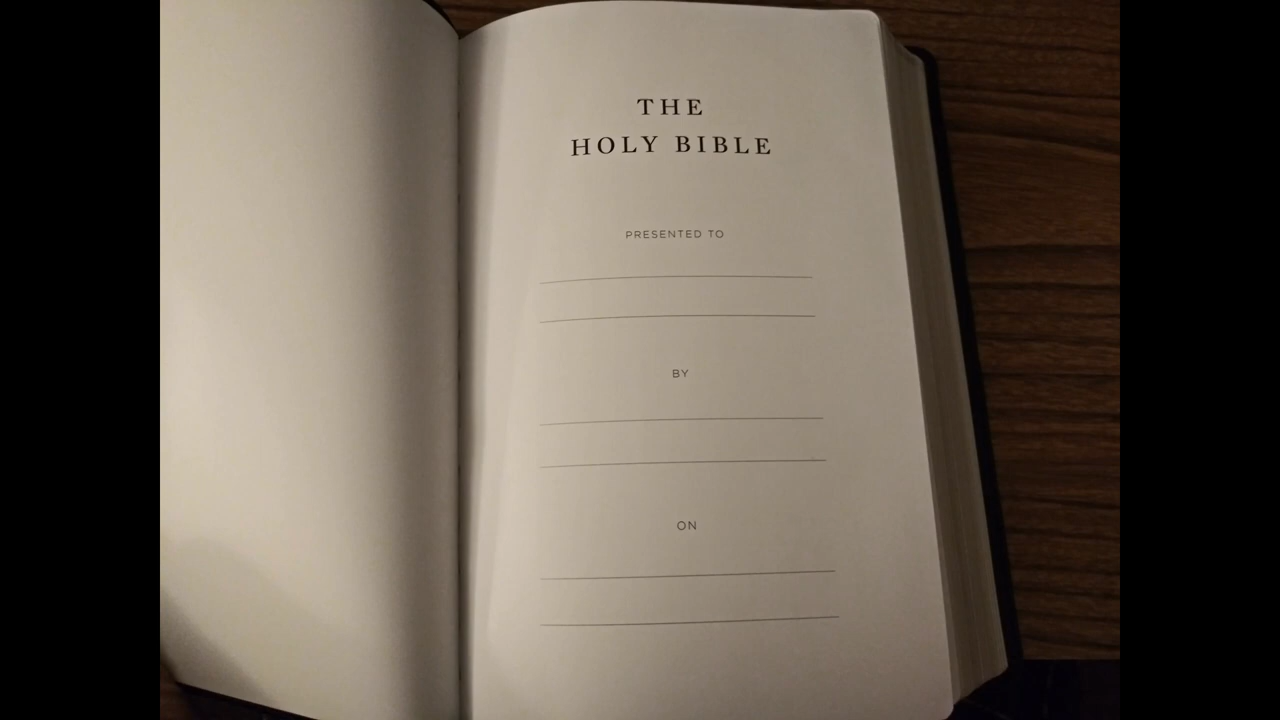 THE
HOLY BIBLE
PRESENTED TO
BY
ON